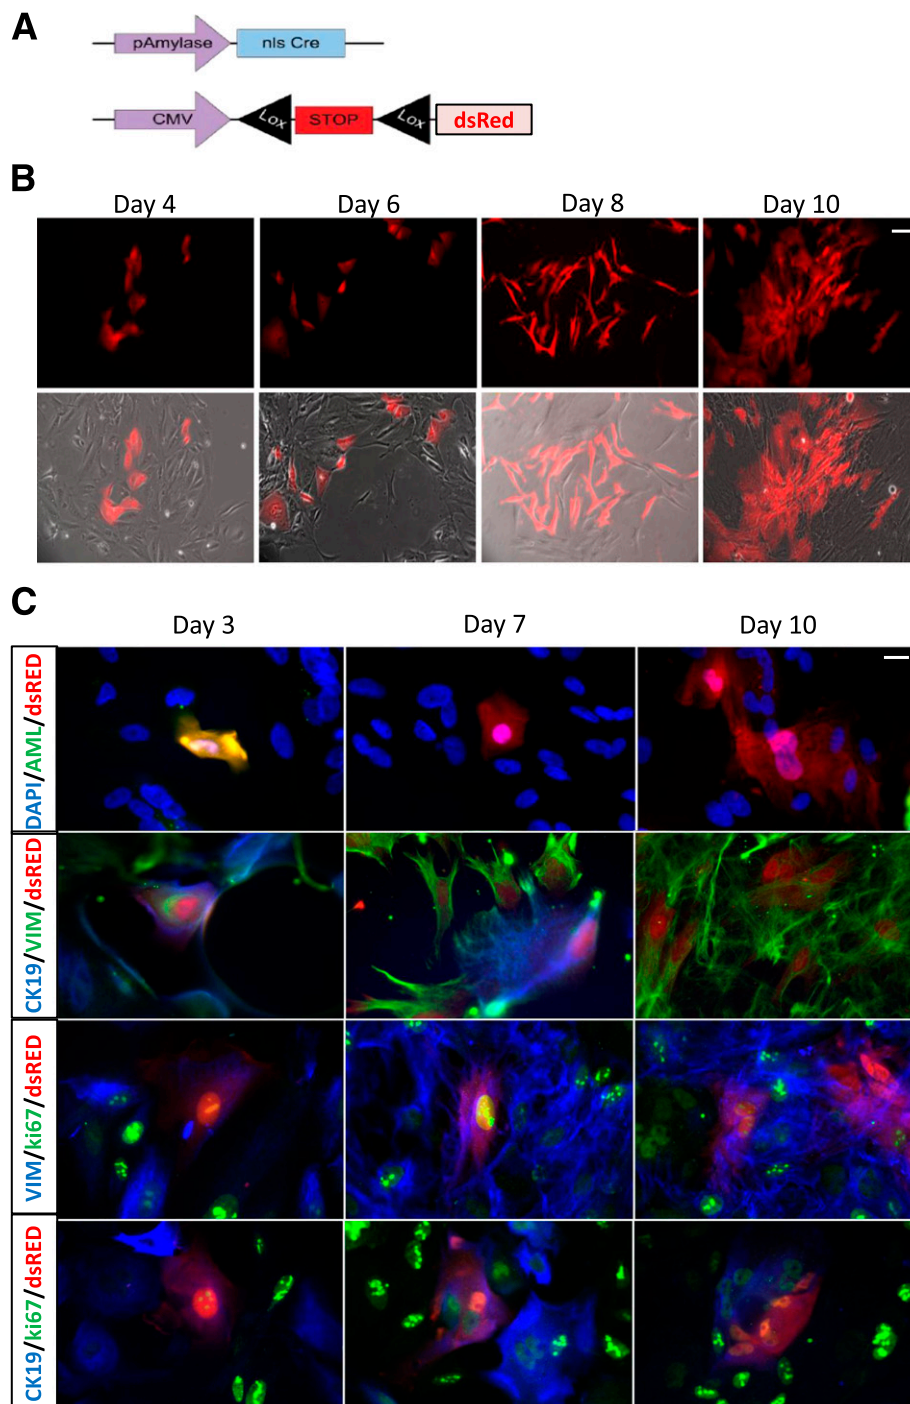 A
pAmylase
nls Cre
CMV
Lox
STOP
Lox
dsRed
B
Day 4
Day 6
Day 8
Day 10
C
Day 3
Day 7
Day 10
DAPI/AML/dsRED
CK19/VIM/dsRED
VIM/ki67/dsRED
CK19/ki67/dsRED